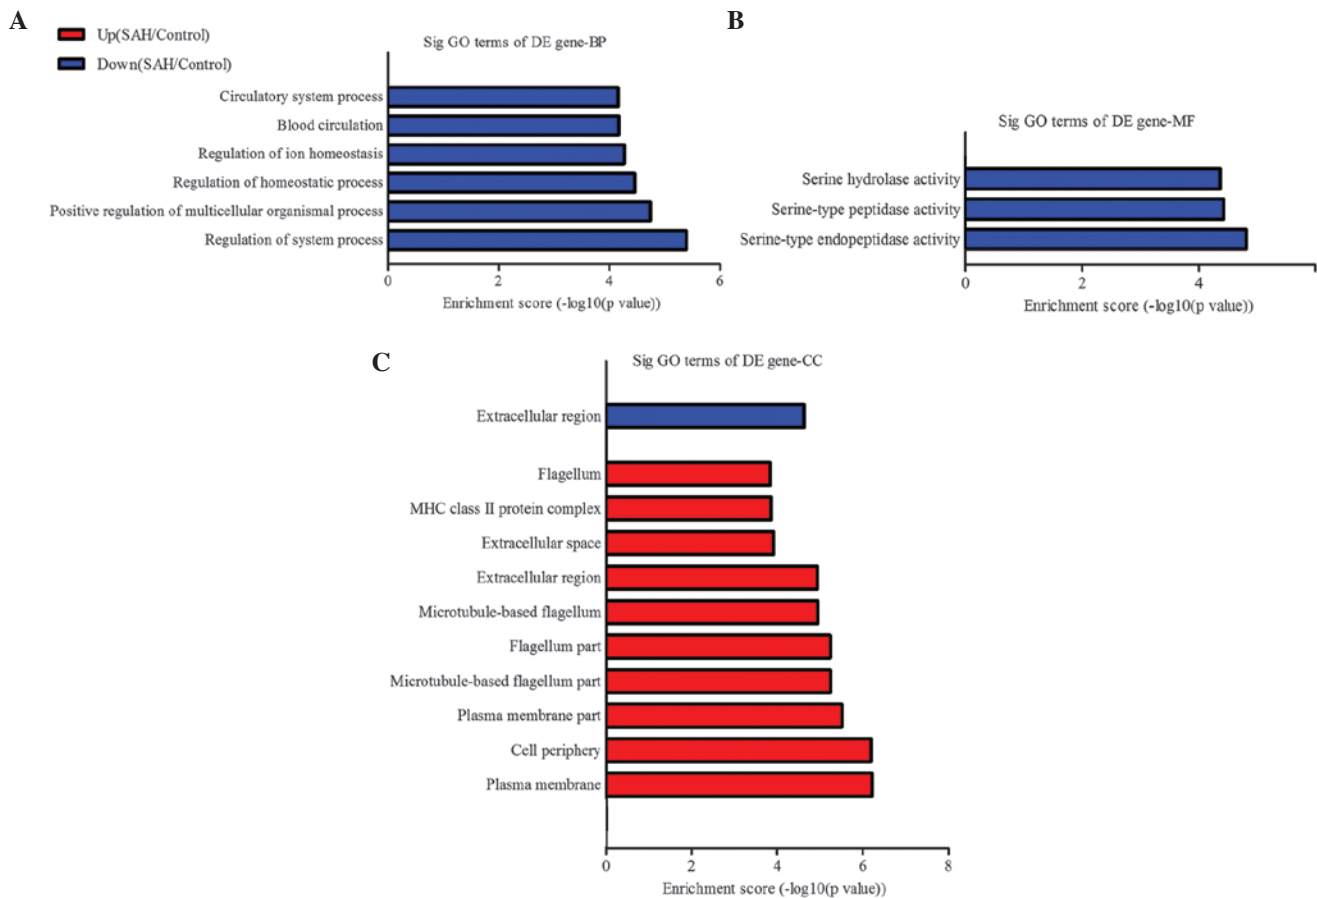 A
Up(SAH/Control)
Down(SAH/Control)
Sig GO terms of DE gene-BP
Circulatory system process
Blood circulation
Regulation of ion homeostasis
Regulation of homeostatic process
Positive regulation of multicellular organismal process
Regulation of system process
0 2 4 6
Enrichment score (-log10(p value))
B
Sig GO terms of DE gene-MF
Serine hydrolase activity
Serine-type peptidase activity
Serine-type endopeptidase activity
0 2 4
Enrichment score (-log10(p value))
C
Sig GO terms of DE gene-CC
Extracellular region
Flagellum
MHC class II protein complex
Extracellular space
Extracellular region
Microtubule-based flagellum
Flagellum part
Microtubule-based flagellum part
Plasma membrane part
Cell periphery
Plasma membrane
0 2 4 6 8
Enrichment score (-log10(p value))